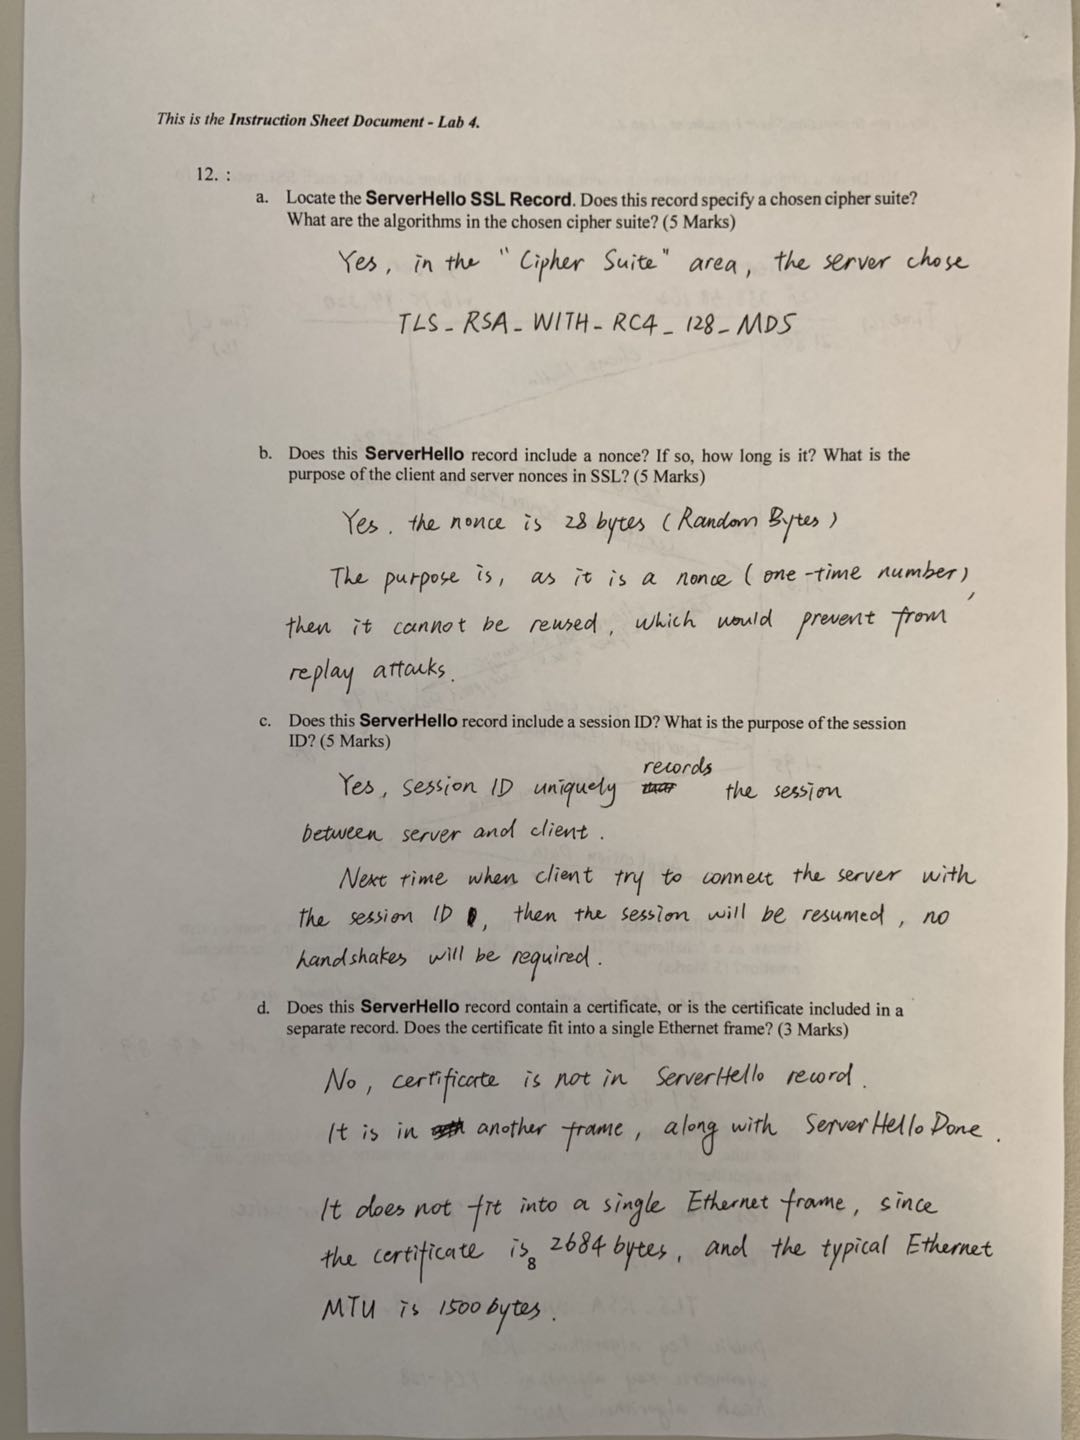 This is the Instruction Sheet Document - Lab 4.
12. :
a. Locate the ServerHello SSL Record. Does this record specify a chosen cipher suite?
What are the algorithms in the chosen cipher suite? (5 Marks)
Yes, in the "Cipher Suite" area, the server chose
TLS_RSA_WITH_RC4_128_MD5
b. Does this ServerHello record include a nonce? If so, how long is it? What is the
purpose of the client and server nonces in SSL? (5 Marks)
Yes. the nonce is 28 bytes (Random Bytes)
The purpose is, as it is a nonce (one-time number),
then it cannot be reused, which would prevent from
replay attacks.
c. Does this ServerHello record include a session ID? What is the purpose of the session
ID? (5 Marks)
Yes, session ID uniquely records the session
between server and client.
Next time when client try to connect the server with
the session ID, then the session will be resumed, no
handshakes will be required.
d. Does this ServerHello record contain a certificate, or is the certificate included in a
separate record. Does the certificate fit into a single Ethernet frame? (3 Marks)
No, certificate is not in ServerHello record.
It is in another frame, along with Server Hello Done.
It does not fit into a single Ethernet frame, since
the certificate is 2684 bytes, and the typical Ethernet
8
MTU is 1500 bytes.